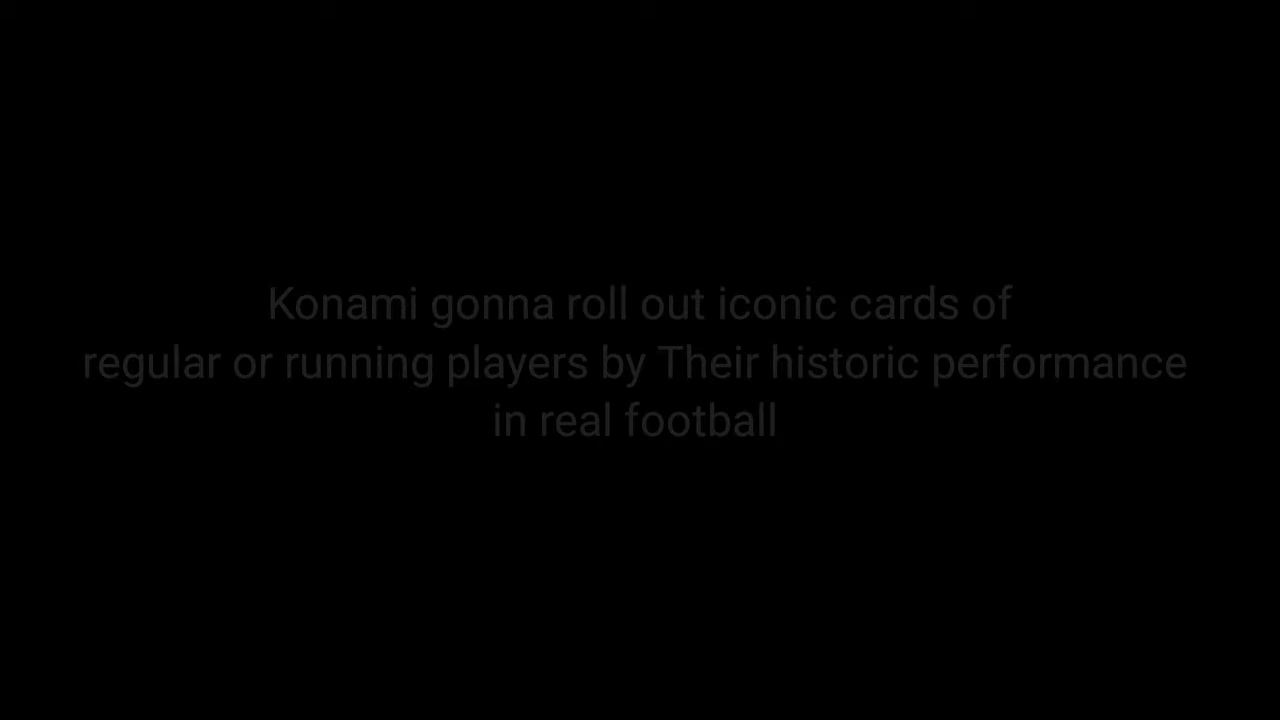 Konami gonna roll out iconic cards of
regular or running players by Their historic performance
in real football